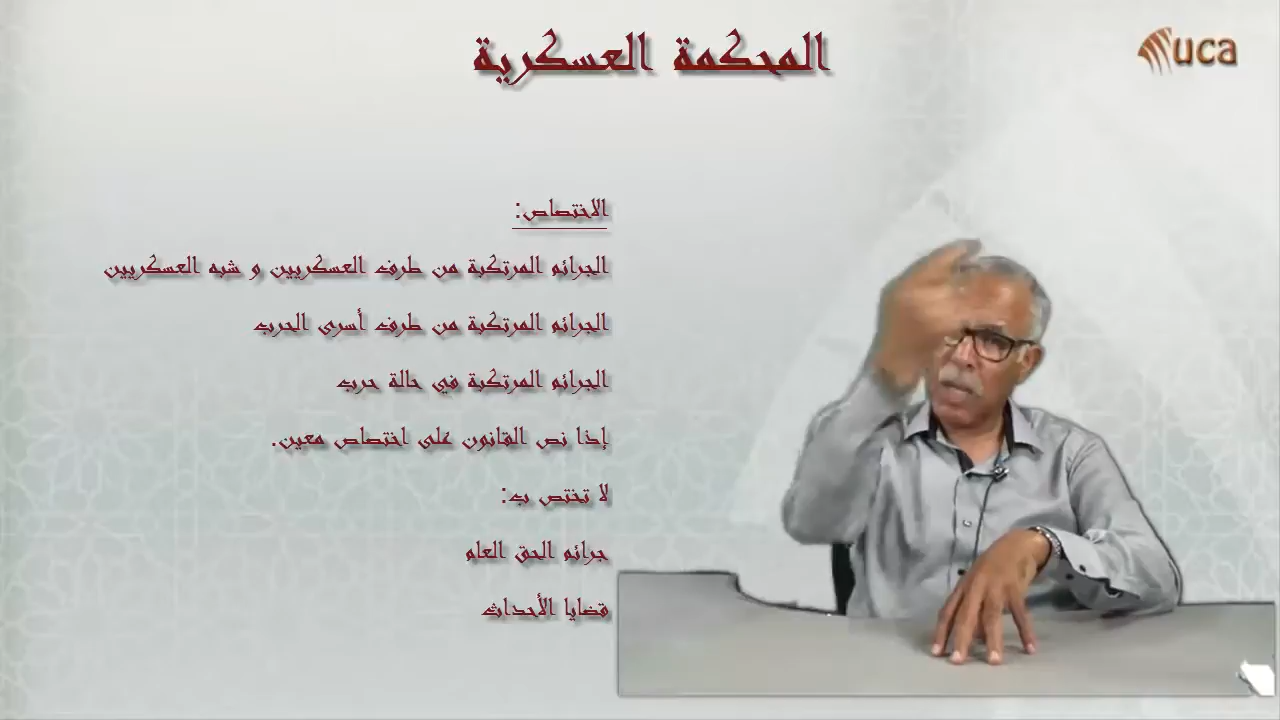 المحكمة العسكرية
uca
الاختصاص:
الجرائم المرتكبة من طرف العسكريين و شبه العسكريين
الجرائم المرتكبة من طرف أسرى الحرب
الجرائم المرتكبة في حالة حرب
إذا نص القانون على اختصاص معين.
لا تختص ب:
جرائم الحق العام
قضايا الأحداث